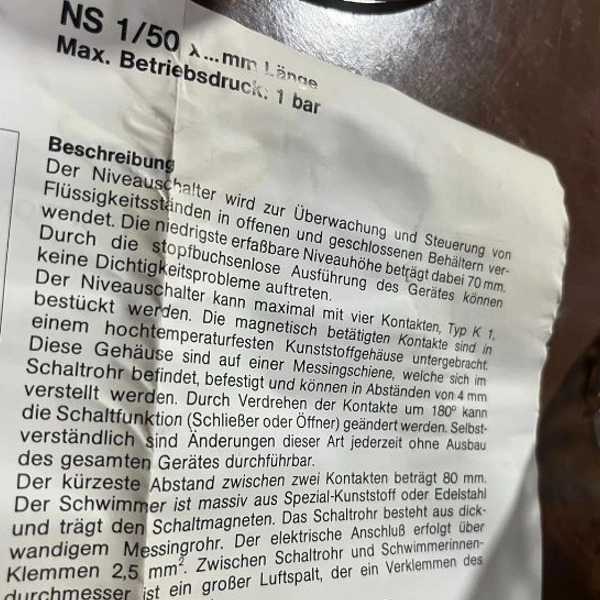 NS 1/50 x...mm Länge
Max. Betriebsdruck: 1 bar
Beschreibung
Der Niveauschalter wird zur Überwachung und Steuerung von
Flüssigkeitsständen in offenen und geschlossenen Behältern ver-
wendet. Die niedrigste erfaßbare Niveauhöhe beträgt dabei 70 mm.
Durch die stopfbuchsenlose Ausführung des Gerätes können
keine Dichtigkeitsprobleme auftreten.
Der Niveauschalter kann maximal mit vier Kontakten, Typ K 1,
bestückt werden. Die magnetisch betätigten Kontakte sind in
einem hochtemperaturfesten Kunststoffgehäuse untergebracht.
Diese Gehäuse sind auf einer Messingschiene, welche sich im
Schaltrohr befindet, befestigt und können in Abständen von 4 mm
verstellt werden. Durch Verdrehen der Kontakte um 180° kann
die Schaltfunktion (Schließer oder Öffner) geändert werden. Selbst-
verständlich sind Änderungen dieser Art jederzeit ohne Ausbau
des gesamten Gerätes durchführbar.
Der kürzeste Abstand zwischen zwei Kontakten beträgt 80 mm.
Der Schwimmer ist massiv aus Spezial-Kunststoff oder Edelstahl
und trägt den Schaltmagneten. Das Schaltrohr besteht aus dick-
wandigem Messingrohr. Der elektrische Anschluß erfolgt über
Klemmen 2,5 mm². Zwischen Schaltrohr und Schwimmerinnen-
durchmesser ist ein großer Luftspalt, der ein Verklemmen des